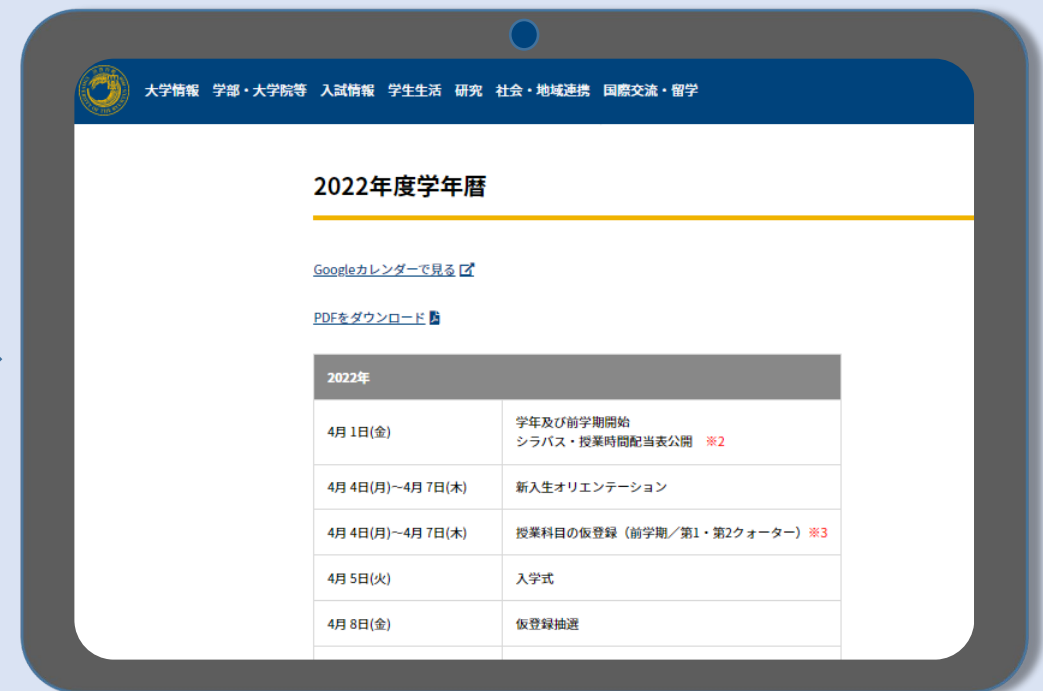 大学情報 学部・大学院等 入試情報 学生生活 研究 社会・地域連携 国際交流・留学
2022年度学年暦
Googleカレンダーで見る
PDFをダウンロード
2022年
4月 1日(金)
学年及び前学期開始
シラバス・授業時間配当表公開 ※2
4月 4日(月)～4月 7日(木) 新入生オリエンテーション
4月 4日(月)～4月 7日(木) 授業科目の仮登録（前学期／第1・第2クォーター）※3
4月 5日(火) 入学式
4月 8日(金) 仮登録抽選